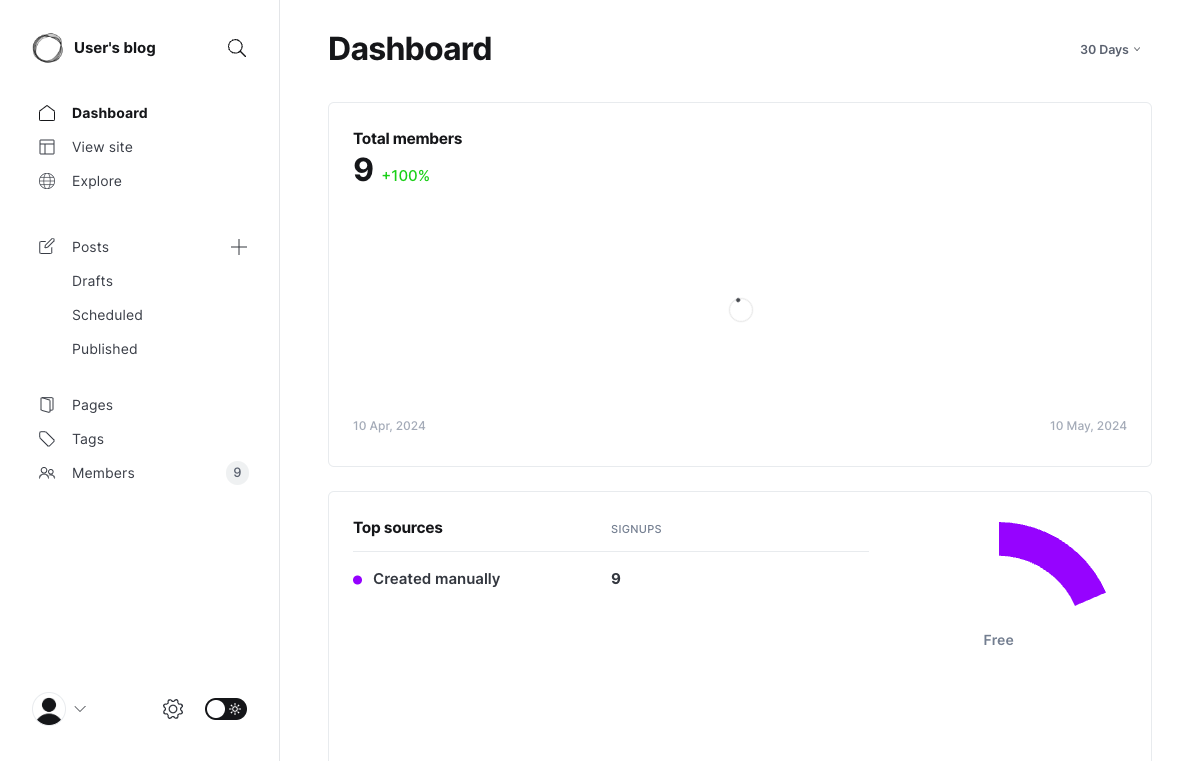 User's blog
Dashboard
View site
Explore
Posts
Drafts
Scheduled
Published
Pages
Tags
Members 9
Dashboard
30 Days
Total members
9 +100%
10 Apr, 2024 10 May, 2024
Top sources SIGNUPS
Created manually 9
Free